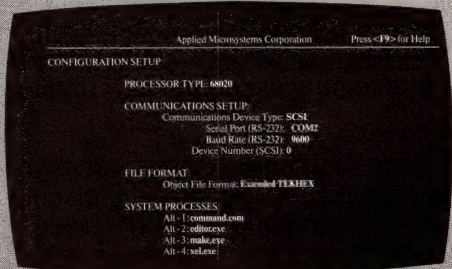 Applied Microsystems Corporation Press <F9> for Help
CONFIGURATION SETUP
PROCESSOR TYPE: 68020
COMMUNICATIONS SETUP:
Communications Device Type: SCSI
Serial Port (RS-232): COM2
Baud Rate (RS-232): 9600
Device Number (SCSI): 0
FILE FORMAT
Object File Format: Extended TEKHEX
SYSTEM PROCESSES
Alt - 1: command.com
Alt - 2: editor.exe
Alt - 3: make.exe
Alt - 4: xel.exe